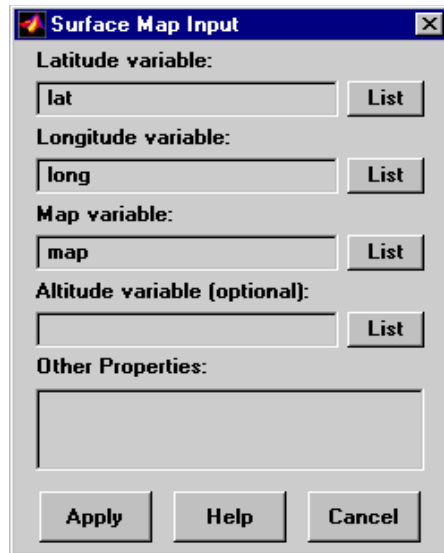 Surface Map Input
Latitude variable:
lat List
Longitude variable:
long List
Map variable:
map List
Altitude variable (optional):
List
Other Properties:
Apply Help Cancel